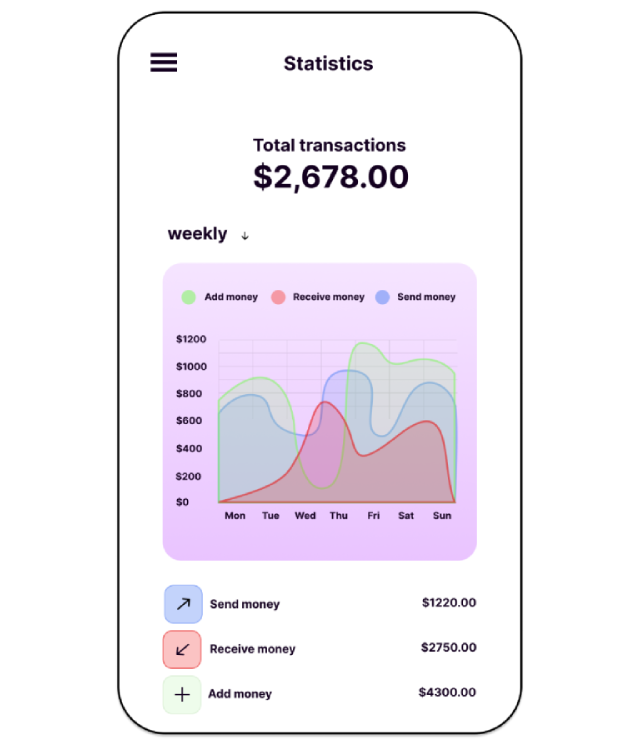 Statistics
Total transactions
$2,678.00
weekly ↓
Add money Receive money Send money
$1200
$1000
$800
$600
$400
$200
$0
Mon Tue Wed Thu Fri Sat Sun
Send money $1220.00
Receive money $2750.00
Add money $4300.00